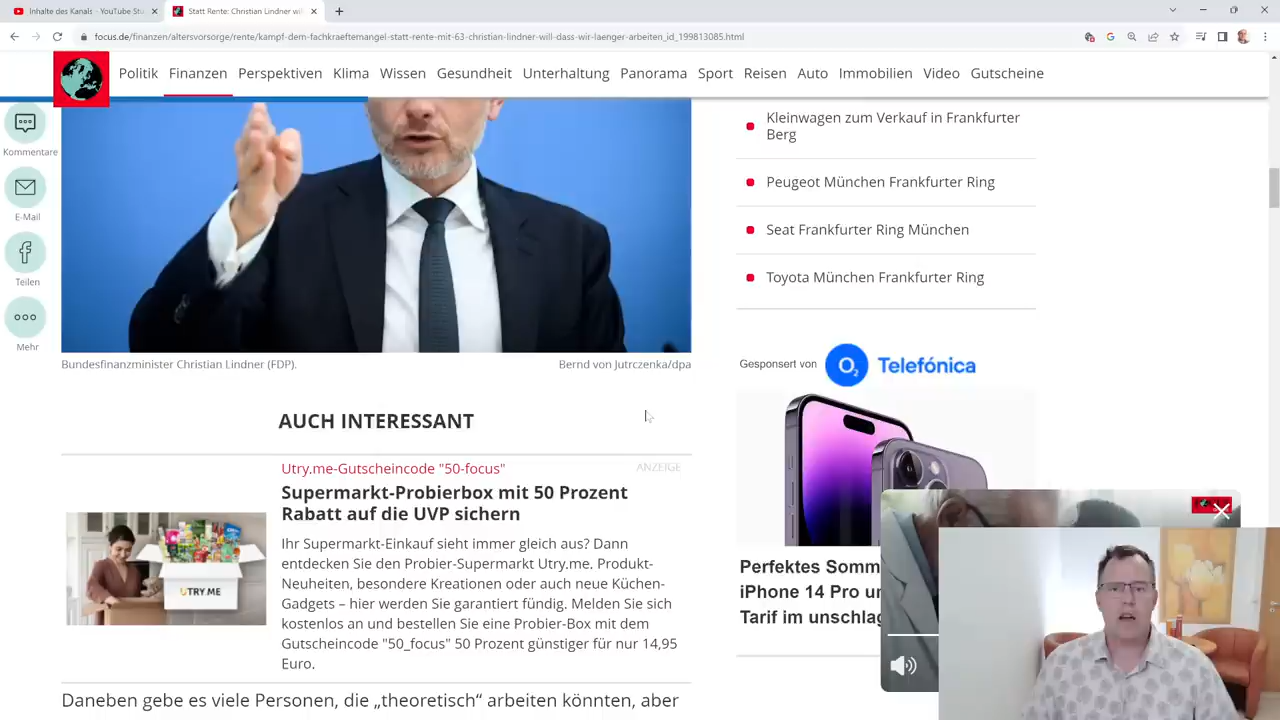 Inhalte des Kanals - YouTube Stu
Statt Rente: Christian Lindner wi
focus.de/finanzen/altersvorsorge/rente/kampf-dem-fachkraeftemangel-statt-rente-mit-63-christian-lindner-will-dass-wir-laenger-arbeiten_id_199813085.html
Politik Finanzen Perspektiven Klima Wissen Gesundheit Unterhaltung Panorama Sport Reisen Auto Immobilien Video Gutscheine
Kommentare
E-Mail
Teilen
Mehr
Bundesfinanzminister Christian Lindner (FDP).
Bernd von Jutrczenka/dpa
AUCH INTERESSANT
Utry.me-Gutscheincode "50-focus"
ANZEIGE
Supermarkt-Probierbox mit 50 Prozent
Rabatt auf die UVP sichern
Ihr Supermarkt-Einkauf sieht immer gleich aus? Dann
entdecken Sie den Probier-Supermarkt Utry.me. Produkt-
Neuheiten, besondere Kreationen oder auch neue Küchen-
Gadgets – hier werden Sie garantiert fündig. Melden Sie sich
kostenlos an und bestellen Sie eine Probier-Box mit dem
Gutscheincode "50_focus" 50 Prozent günstiger für nur 14,95
Euro.
UTRY.ME
Daneben gebe es viele Personen, die „theoretisch“ arbeiten könnten, aber
Kleinwagen zum Verkauf in Frankfurter
Berg
Peugeot München Frankfurter Ring
Seat Frankfurter Ring München
Toyota München Frankfurter Ring
Gesponsert von
O2 Telefónica
Perfektes Somm
iPhone 14 Pro un
Tarif im unschlag